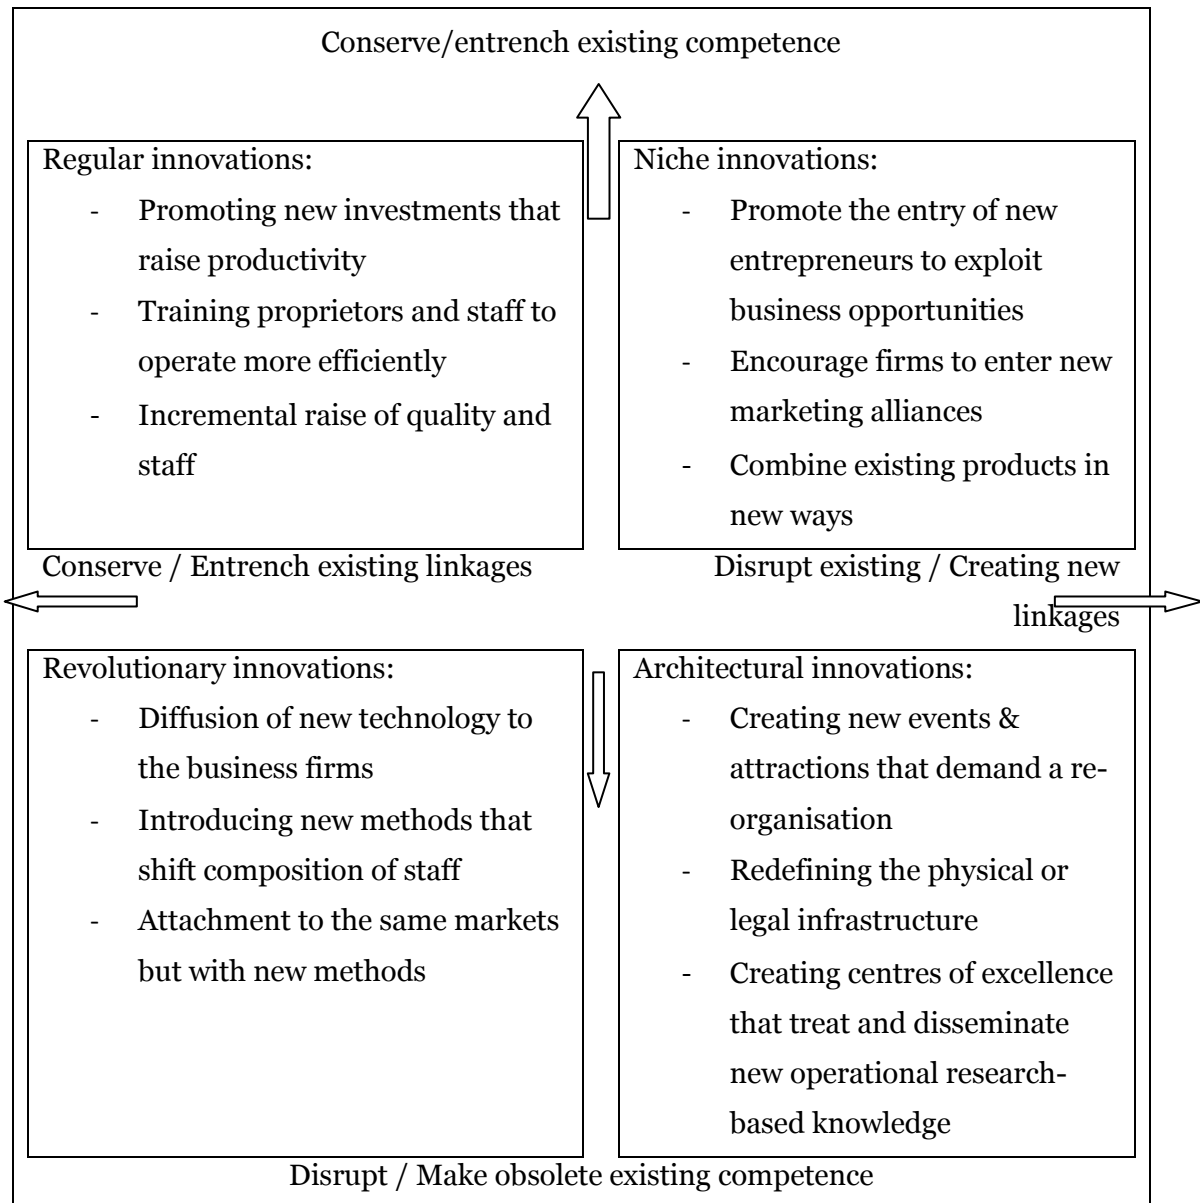 Conserve/entrench existing competence
Regular innovations:
- Promoting new investments that
raise productivity
- Training proprietors and staff to
operate more efficiently
- Incremental raise of quality and
staff
Niche innovations:
- Promote the entry of new
entrepreneurs to exploit
business opportunities
- Encourage firms to enter new
marketing alliances
- Combine existing products in
new ways
Conserve / Entrench existing linkages
Disrupt existing / Creating new
linkages
Revolutionary innovations:
- Diffusion of new technology to
the business firms
- Introducing new methods that
shift composition of staff
- Attachment to the same markets
but with new methods
Architectural innovations:
- Creating new events &
attractions that demand a re-
organisation
- Redefining the physical or
legal infrastructure
- Creating centres of excellence
that treat and disseminate
new operational research-
based knowledge
Disrupt / Make obsolete existing competence